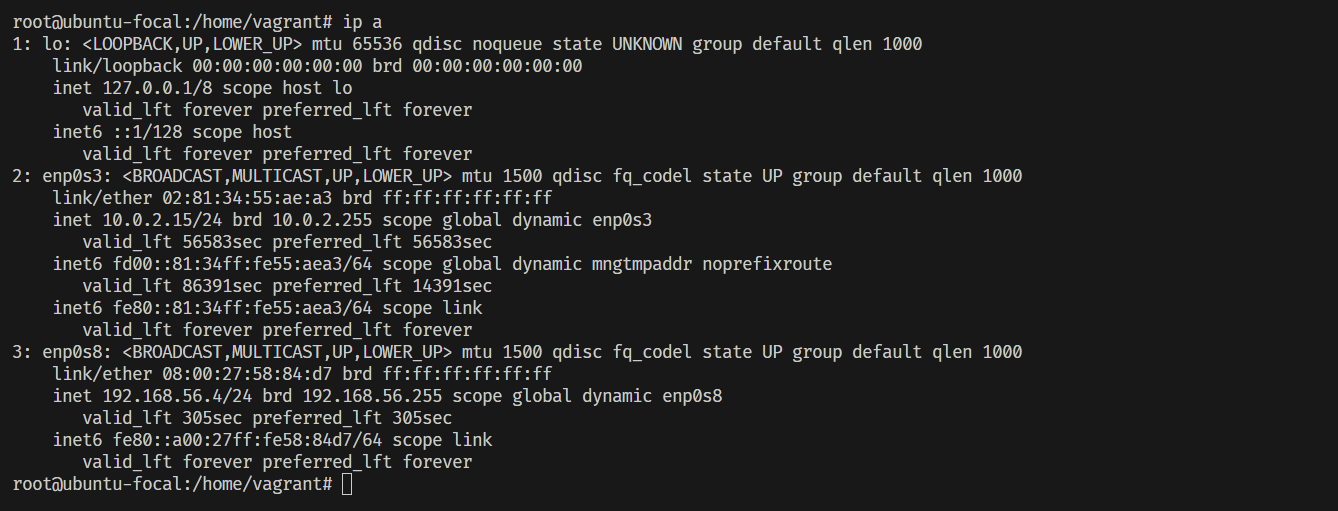 root@ubuntu-focal:/home/vagrant# ip a
1: lo: <LOOPBACK,UP,LOWER_UP> mtu 65536 qdisc noqueue state UNKNOWN group default qlen 1000
    link/loopback 00:00:00:00:00:00 brd 00:00:00:00:00:00
    inet 127.0.0.1/8 scope host lo
       valid_lft forever preferred_lft forever
    inet6 ::1/128 scope host
       valid_lft forever preferred_lft forever
2: enp0s3: <BROADCAST,MULTICAST,UP,LOWER_UP> mtu 1500 qdisc fq_codel state UP group default qlen 1000
    link/ether 02:81:34:55:ae:a3 brd ff:ff:ff:ff:ff:ff
    inet 10.0.2.15/24 brd 10.0.2.255 scope global dynamic enp0s3
       valid_lft 56583sec preferred_lft 56583sec
    inet6 fd00::81:34ff:fe55:aea3/64 scope global dynamic mngtmpaddr noprefixroute
       valid_lft 86391sec preferred_lft 14391sec
    inet6 fe80::81:34ff:fe55:aea3/64 scope link
       valid_lft forever preferred_lft forever
3: enp0s8: <BROADCAST,MULTICAST,UP,LOWER_UP> mtu 1500 qdisc fq_codel state UP group default qlen 1000
    link/ether 08:00:27:58:84:d7 brd ff:ff:ff:ff:ff:ff
    inet 192.168.56.4/24 brd 192.168.56.255 scope global dynamic enp0s8
       valid_lft 305sec preferred_lft 305sec
    inet6 fe80::a00:27ff:fe58:84d7/64 scope link
       valid_lft forever preferred_lft forever
root@ubuntu-focal:/home/vagrant#